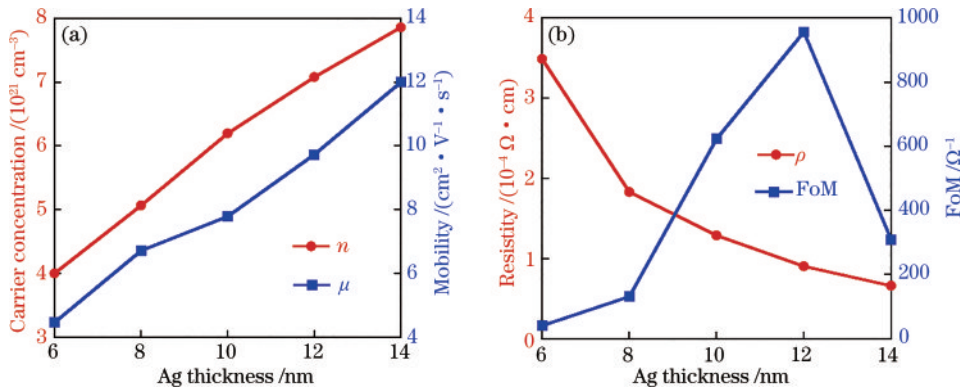 (a)
Carrier concentration /(10²¹ cm⁻³)
8
7
6
5
4
3
14
12
10
8
6
4
Mobility /(cm² • V⁻¹ • s⁻¹)
n
μ
6 8 10 12 14
Ag thickness /nm
(b)
Resistity /(10⁻⁴ Ω • cm)
4
3
2
1
0
1000
800
600
400
200
0
FoM /Ω⁻¹
ρ
FoM
6 8 10 12 14
Ag thickness /nm